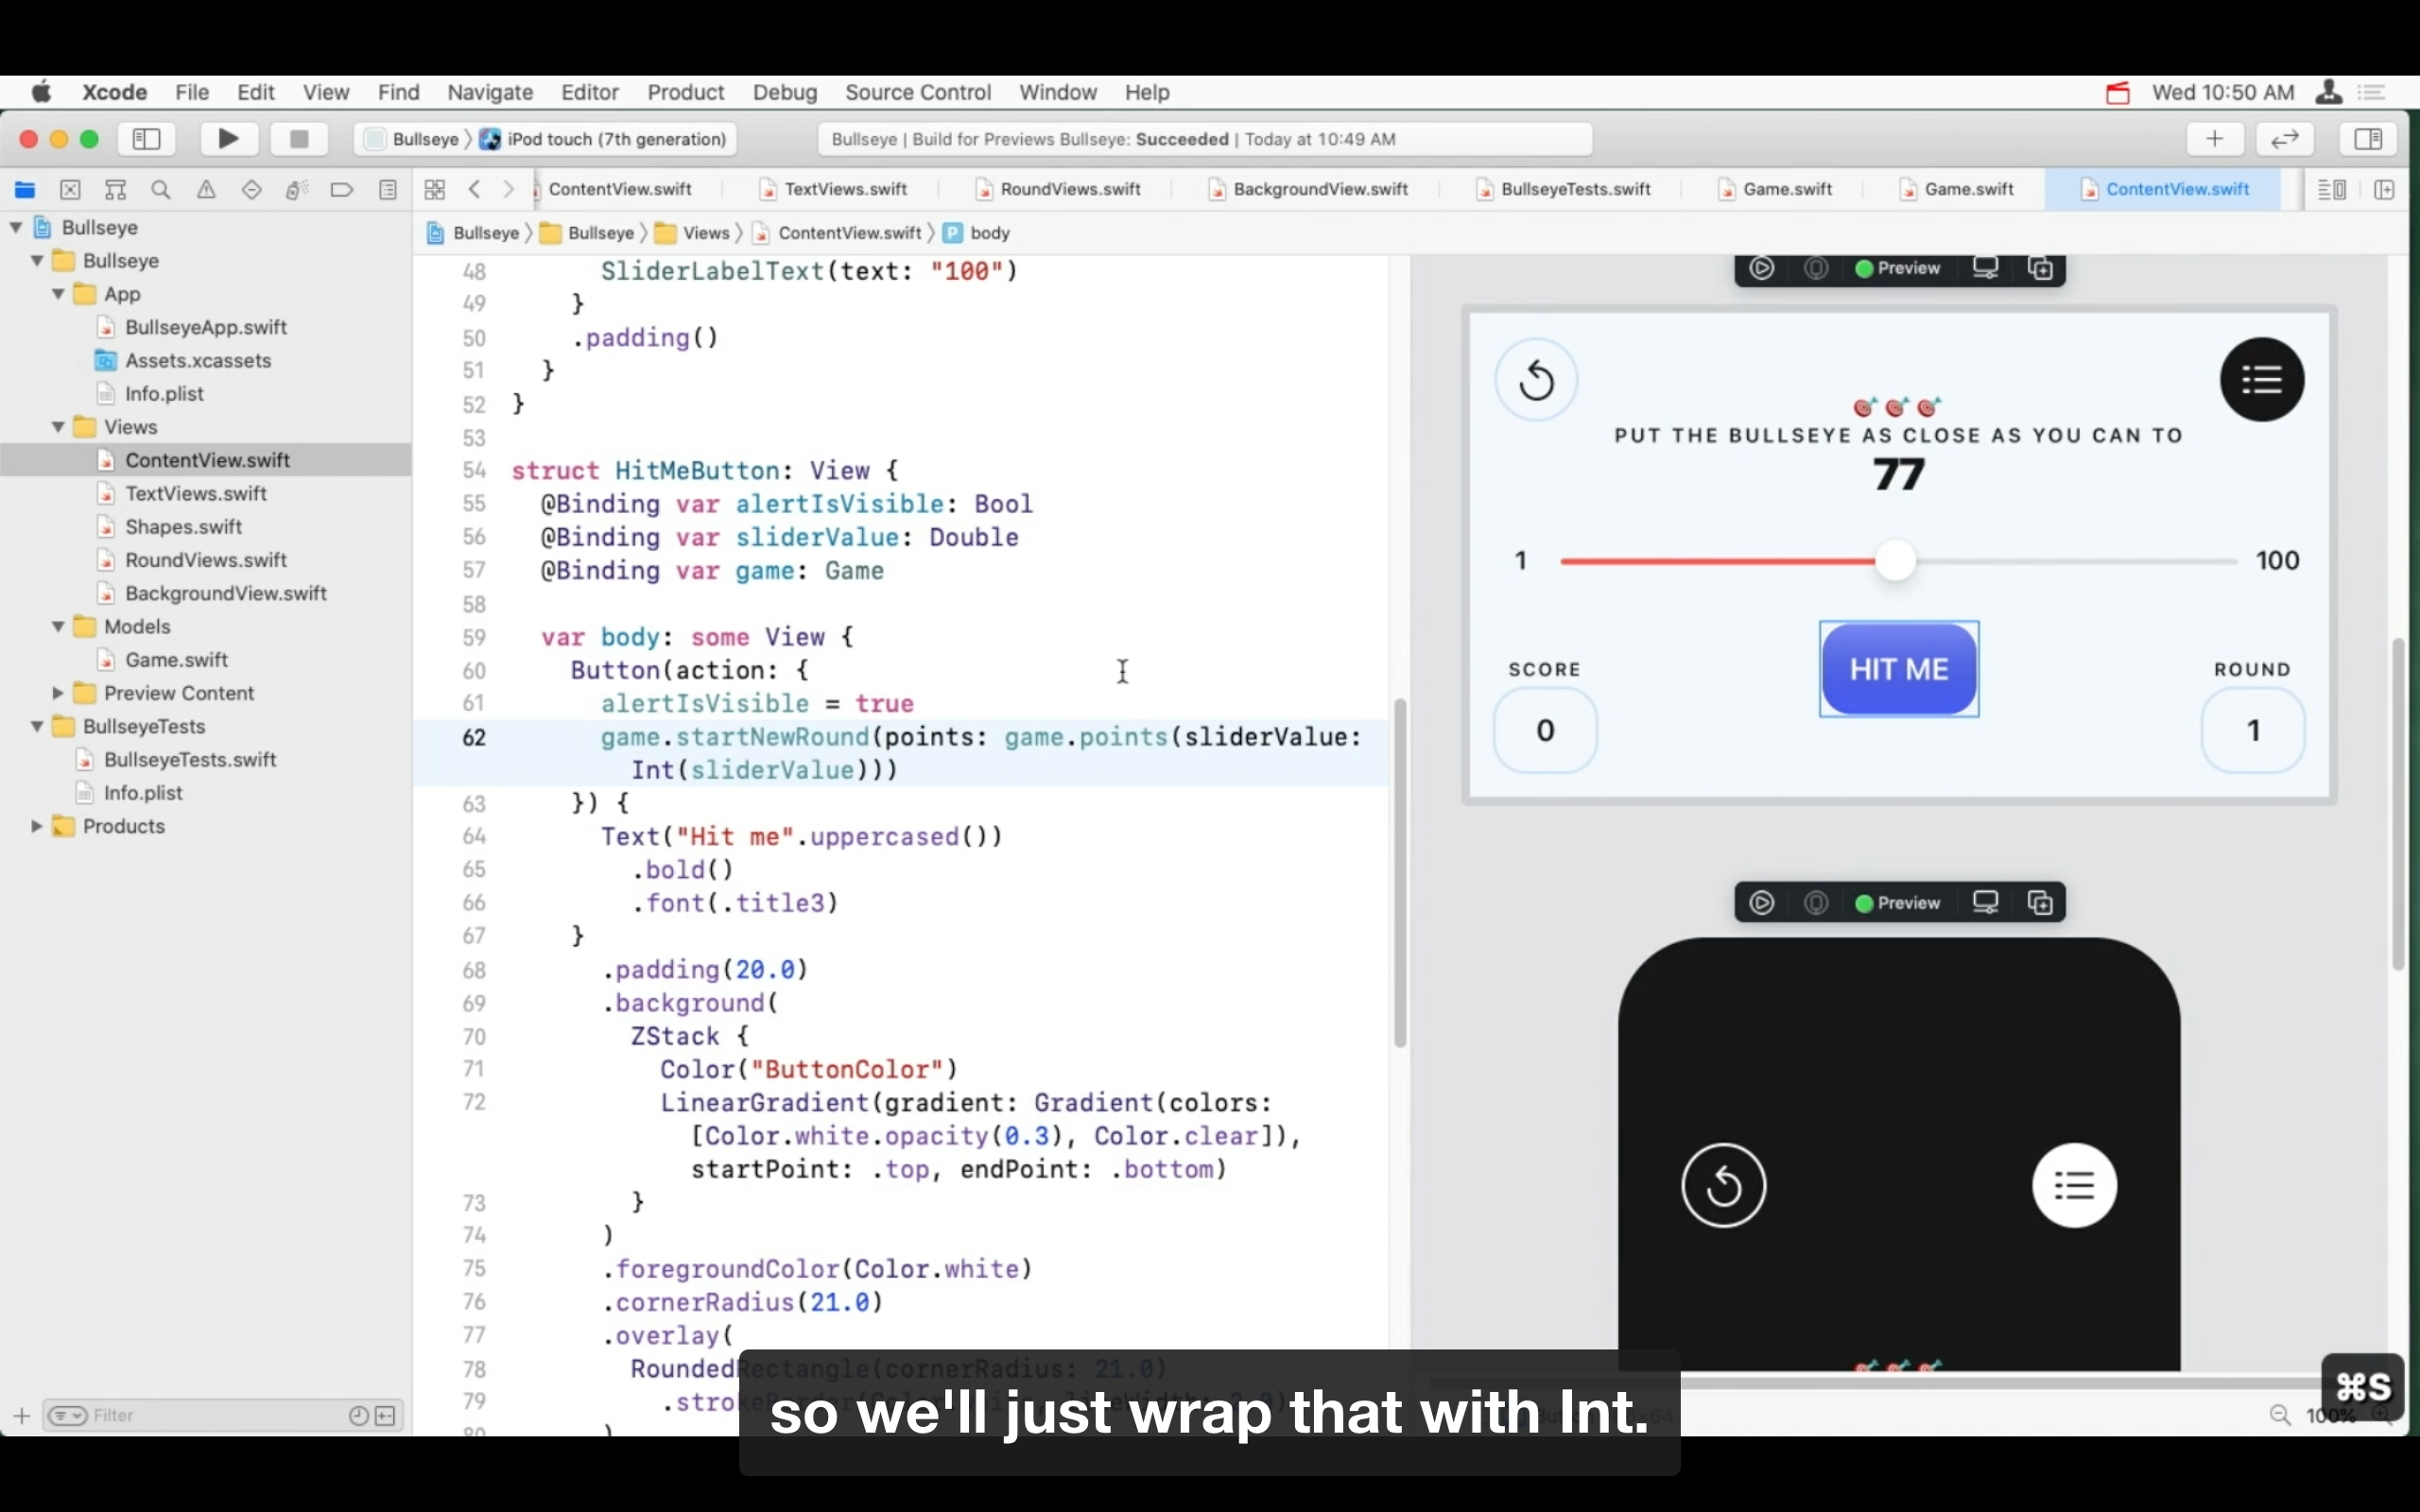 Xcode File Edit View Find Navigate Editor Product Debug Source Control Window Help Wed 10:50 AM
Bullseye iPod touch (7th generation) Bullseye | Build for Previews Bullseye: Succeeded | Today at 10:49 AM
ContentView.swift TextViews.swift RoundViews.swift BackgroundView.swift BullseyeTests.swift Game.swift Game.swift ContentView.swift
Bullseye Bullseye Views ContentView.swift P body
Bullseye
Bullseye
App
BullseyeApp.swift
Assets.xcassets
Info.plist
Views
ContentView.swift
TextViews.swift
Shapes.swift
RoundViews.swift
BackgroundView.swift
Models
Game.swift
Preview Content
BullseyeTests
BullseyeTests.swift
Info.plist
Products
Filter
48 SliderLabelText(text: "100")
49 }
50 .padding()
51 }
52 }
53
54 struct HitMeButton: View {
55 @Binding var alertIsVisible: Bool
56 @Binding var sliderValue: Double
57 @Binding var game: Game
58
59 var body: some View {
60 Button(action: {
61 alertIsVisible = true
62 game.startNewRound(points: game.points(sliderValue:
Int(sliderValue)))
63 }) {
64 Text("Hit me".uppercased())
65 .bold()
66 .font(.title3)
67 }
68 .padding(20.0)
69 .background(
70 ZStack {
71 Color("ButtonColor")
72 LinearGradient(gradient: Gradient(colors:
[Color.white.opacity(0.3), Color.clear]),
startPoint: .top, endPoint: .bottom)
73 }
74 )
75 .foregroundColor(Color.white)
76 .cornerRadius(21.0)
77 .overlay(
78 RoundedRectangle(cornerRadius: 21.0)
79
Preview
PUT THE BULLSEYE AS CLOSE AS YOU CAN TO
77
1 100
HIT ME
SCORE
0
ROUND
1
Preview
⌘S
100%
so we'll just wrap that with Int.